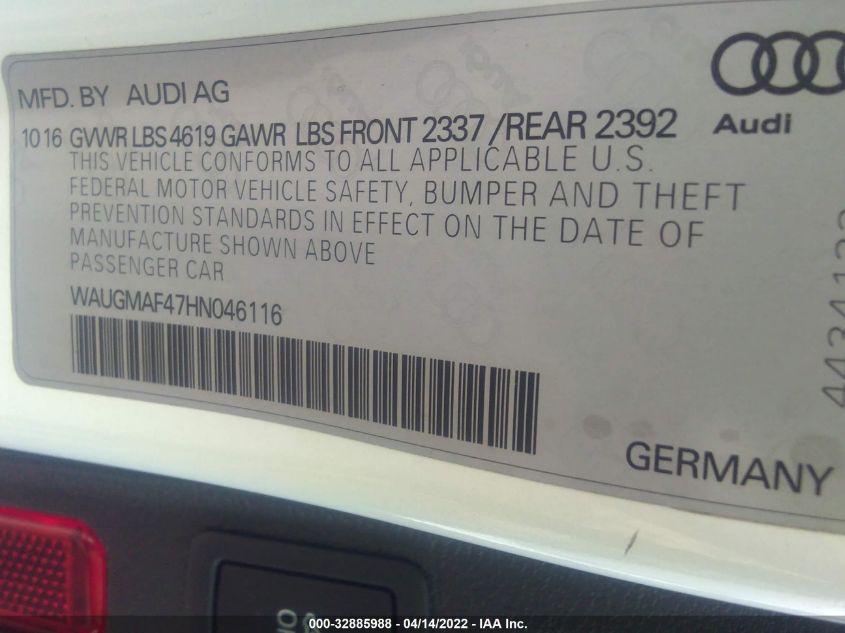 MFD. BY AUDI AG
Audi
10 16 GVWR LBS 4619 GAWR LBS FRONT 2337 /REAR 2392
THIS VEHICLE CONFORMS TO ALL APPLICABLE U.S.
FEDERAL MOTOR VEHICLE SAFETY, BUMPER AND THEFT
PREVENTION STANDARDS IN EFFECT ON THE DATE OF
MANUFACTURE SHOWN ABOVE
PASSENGER CAR
WAUGMAF47HN046116
GERMANY
000-32885988 - 04/14/2022 - IAA Inc.